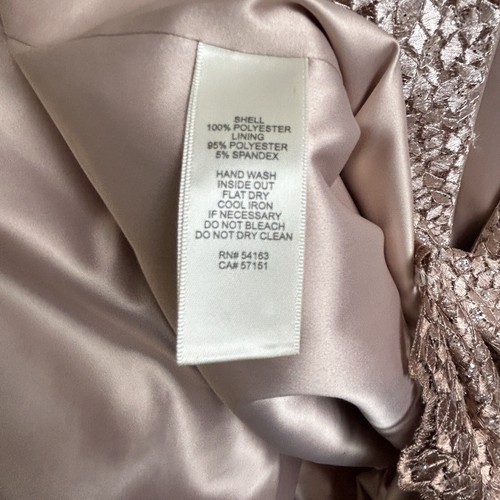 SHELL
100% POLYESTER
LINING
95% POLYESTER
5% SPANDEX
HAND WASH
INSIDE OUT
FLAT DRY
COOL IRON
IF NECESSARY
DO NOT BLEACH
DO NOT DRY CLEAN
RN# 54163
CA# 57151